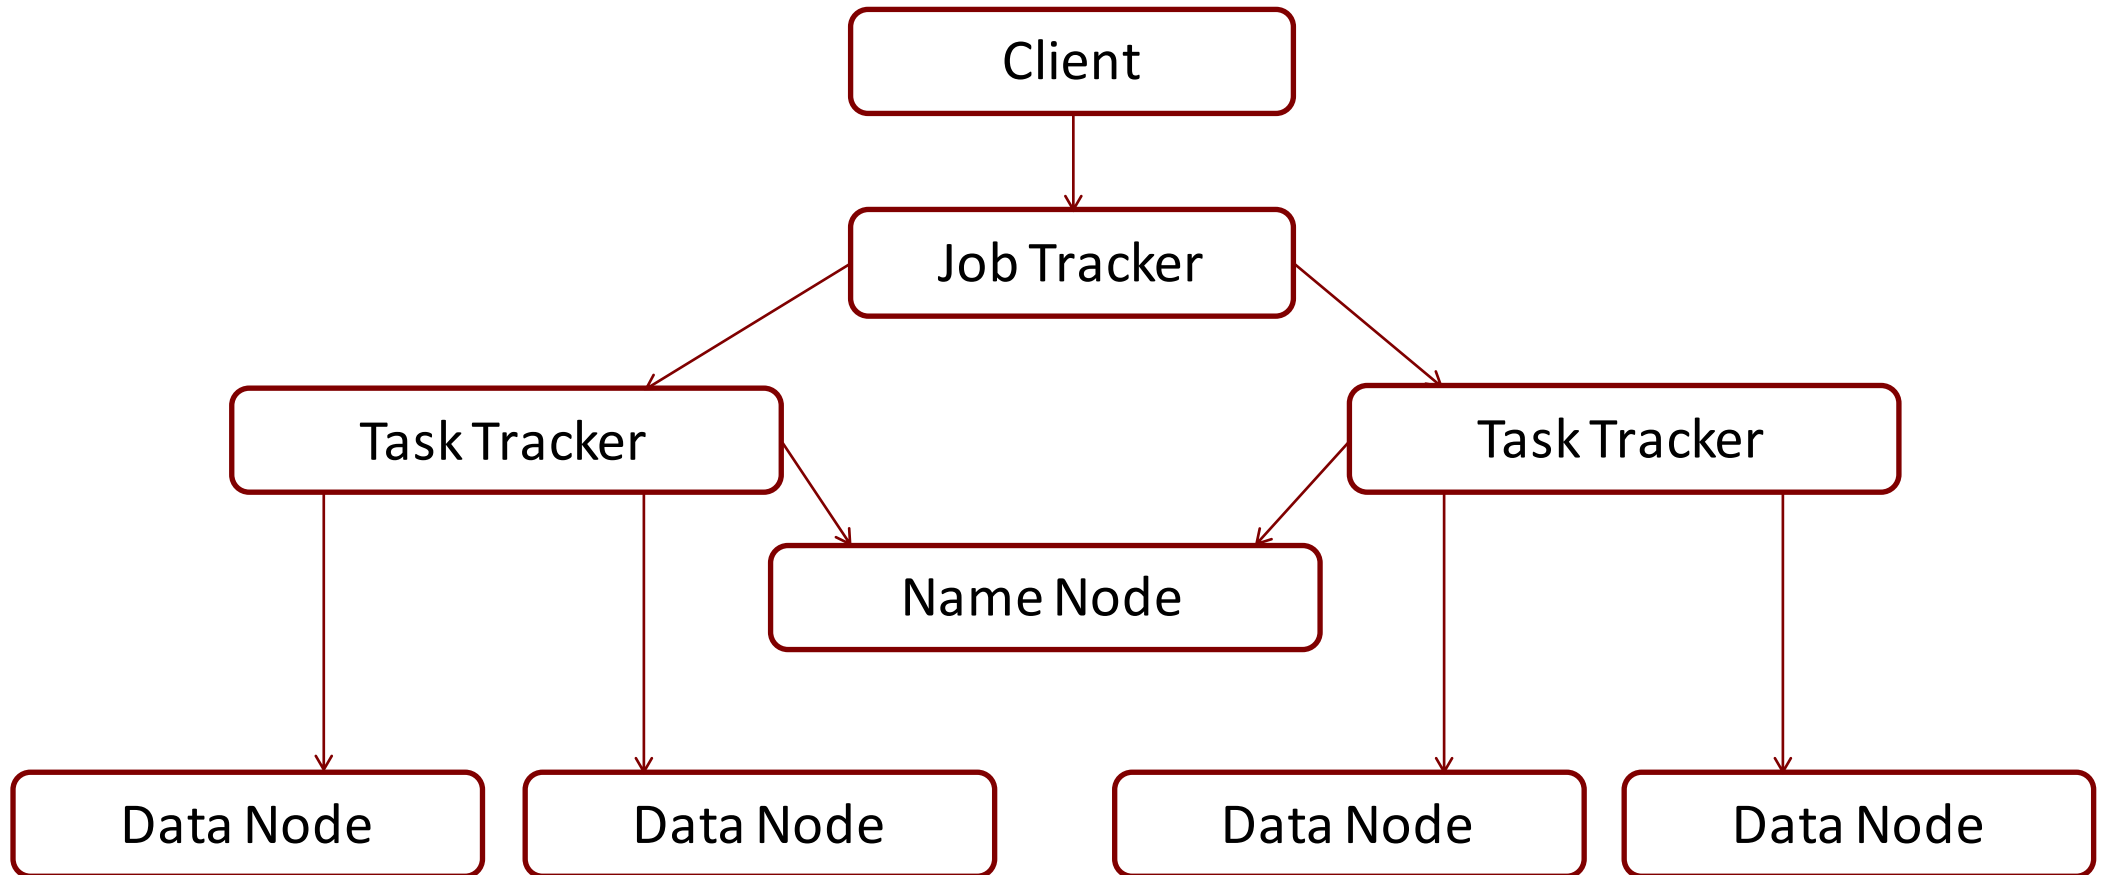 Client
Job Tracker
Task Tracker
Task Tracker
Name Node
Data Node
Data Node
Data Node
Data Node